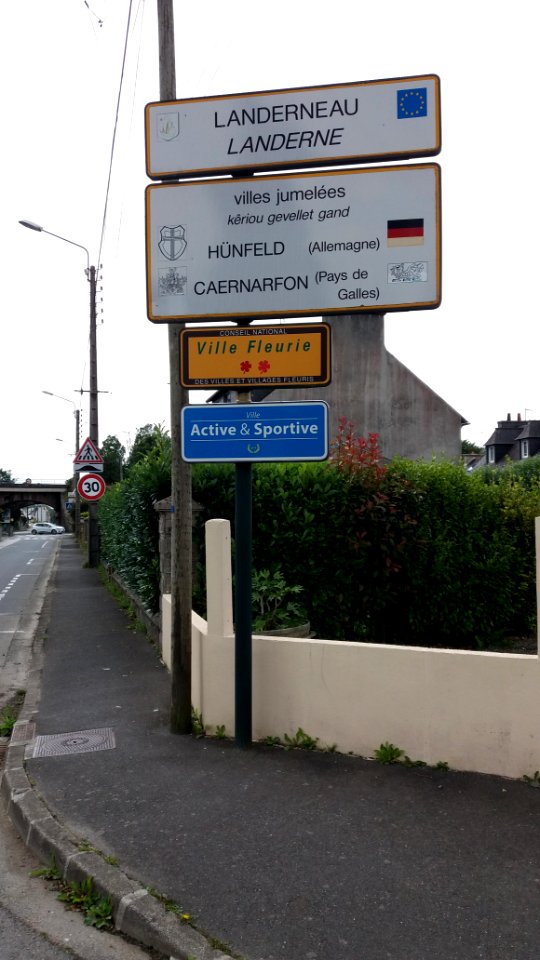 LANDERNEAU
LANDERNE
villes jumelées
kêriou gevellet gand
HÜNFELD (Allemagne)
CAERNARFON (Pays de
Galles)
CONSEIL NATIONAL
Ville Fleurie
DES VILLES ET VILLAGES FLEURIS
Ville
Active & Sportive
30